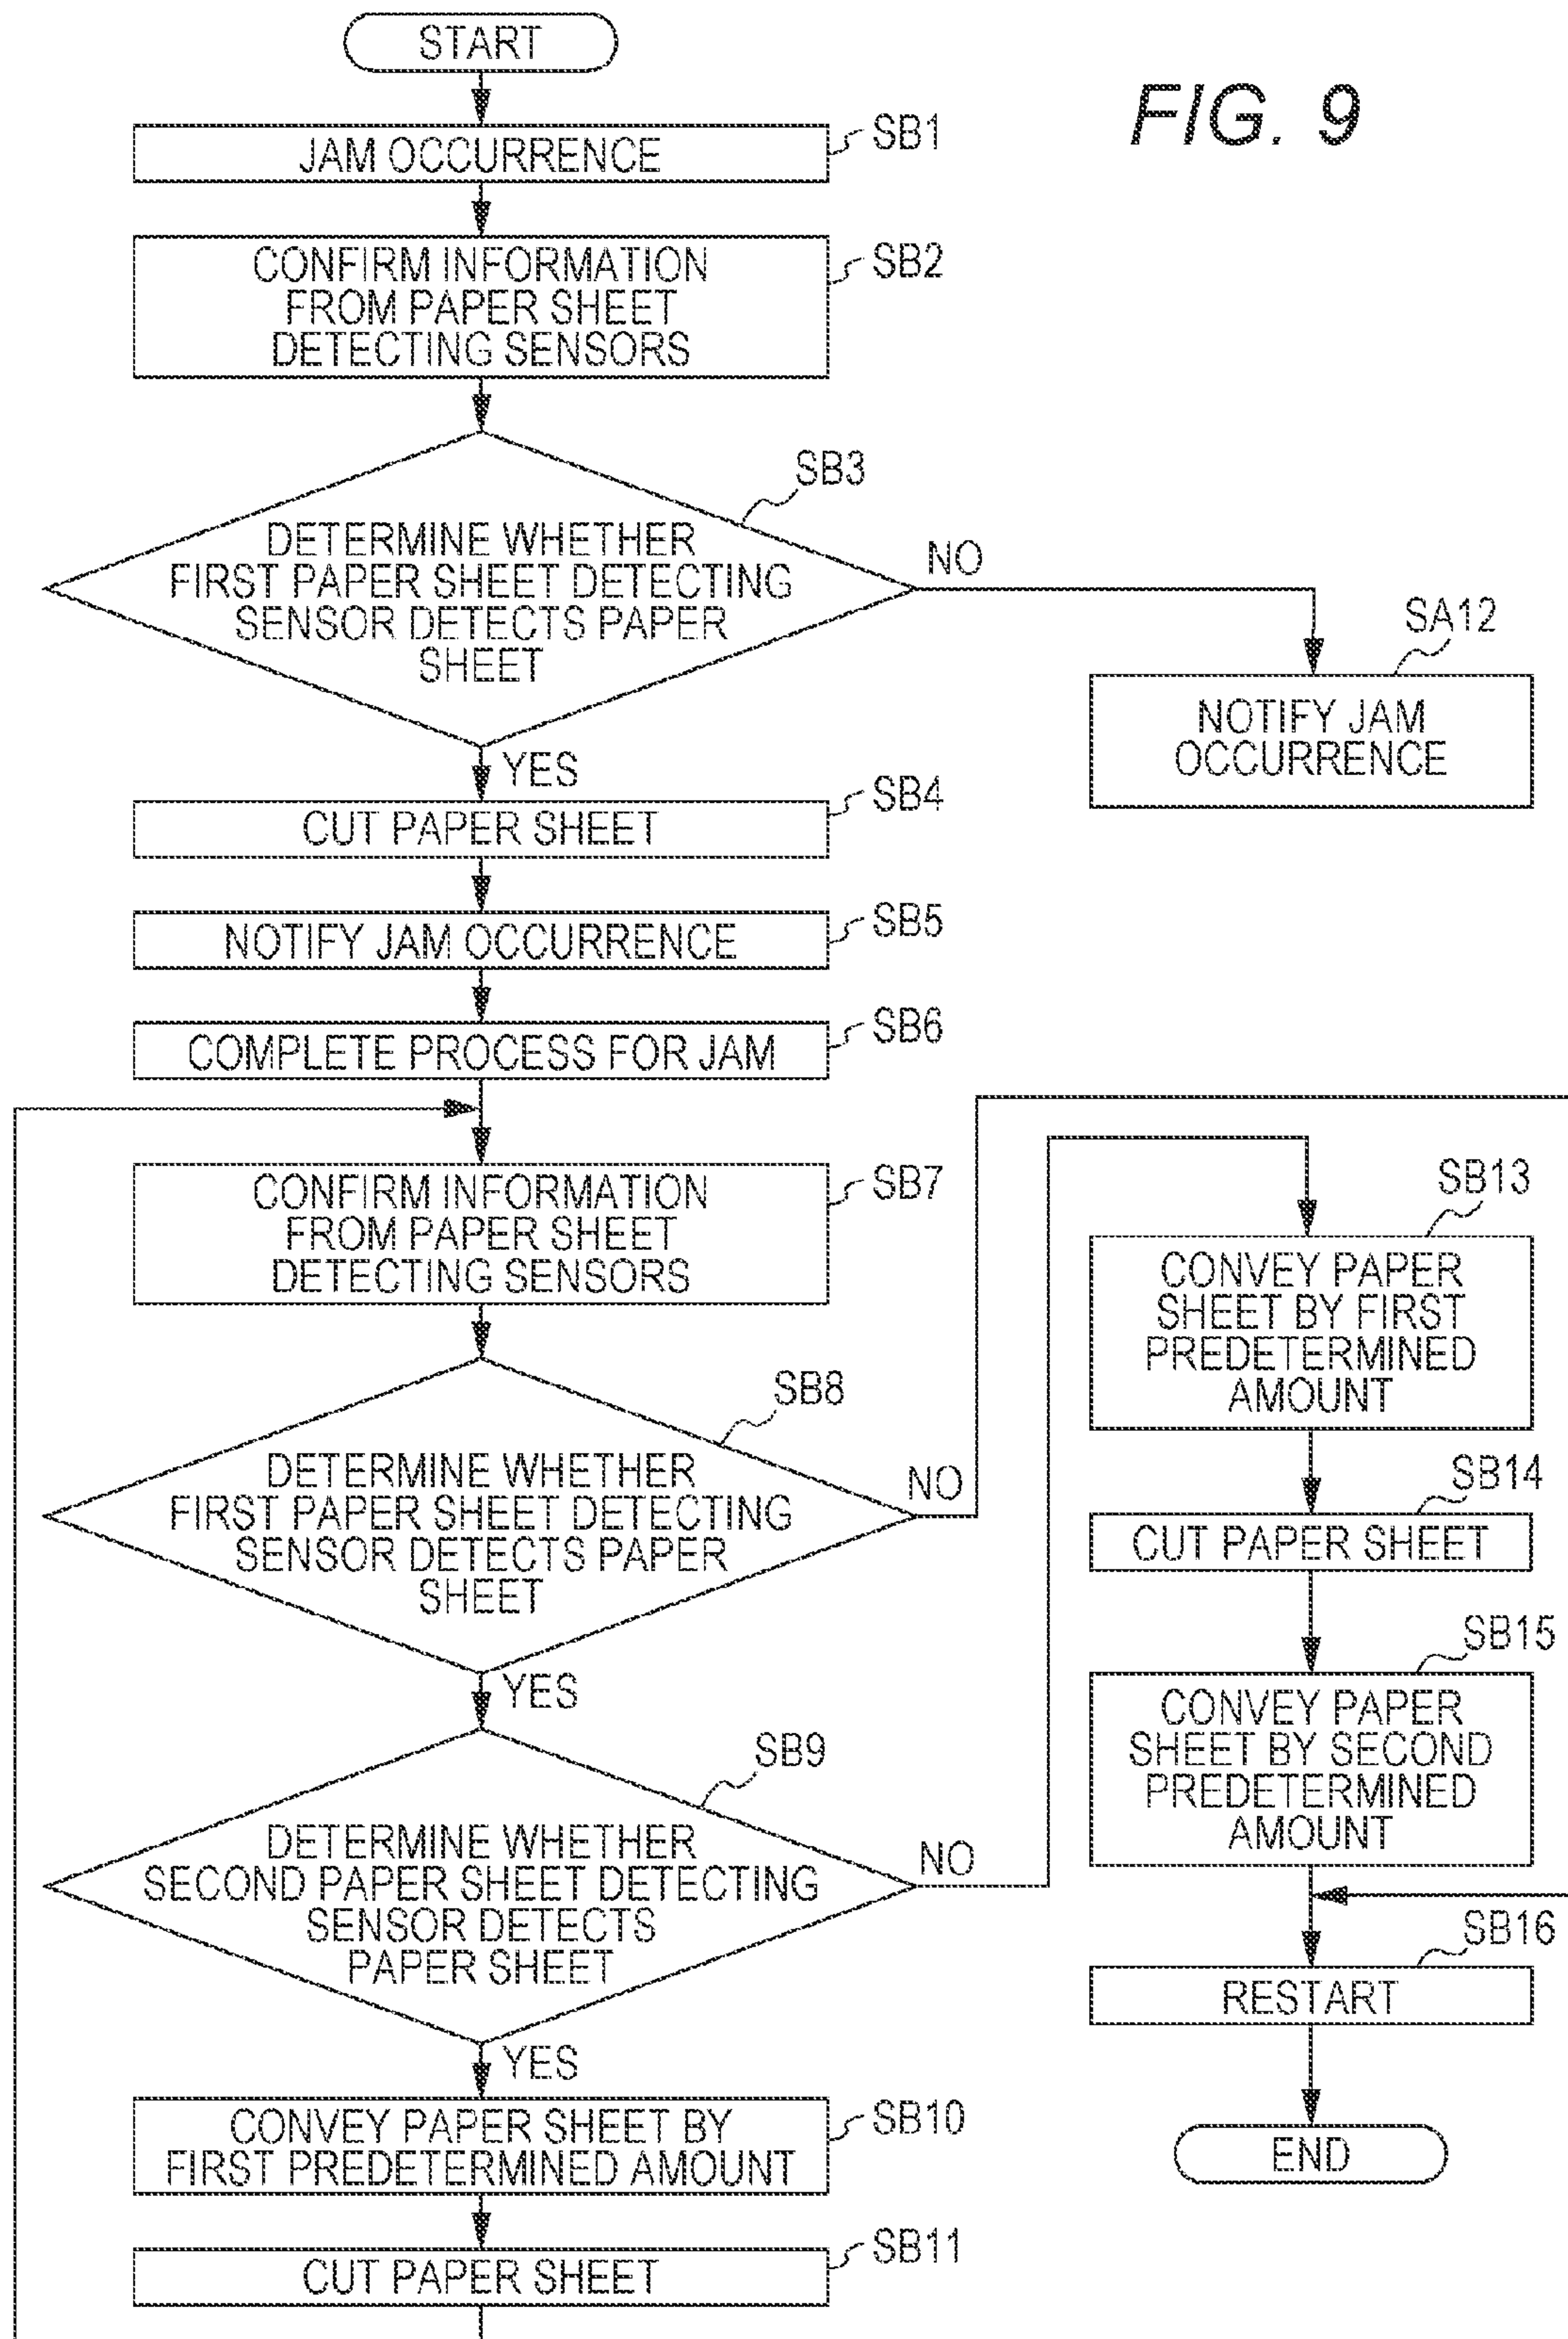 START
FIG. 9
JAM OCCURRENCE
SB1
CONFIRM INFORMATION
FROM PAPER SHEET
DETECTING SENSORS
SB2
SB3
DETERMINE WHETHER
FIRST PAPER SHEET DETECTING
SENSOR DETECTS PAPER
SHEET
NO
SA12
NOTIFY JAM
OCCURRENCE
YES
CUT PAPER SHEET
SB4
NOTIFY JAM OCCURRENCE
SB5
COMPLETE PROCESS FOR JAM
SB6
CONFIRM INFORMATION
FROM PAPER SHEET
DETECTING SENSORS
SB7
SB8
DETERMINE WHETHER
FIRST PAPER SHEET DETECTING
SENSOR DETECTS PAPER
SHEET
NO
YES
SB9
DETERMINE WHETHER
SECOND PAPER SHEET DETECTING
SENSOR DETECTS
PAPER SHEET
NO
YES
CONVEY PAPER SHEET BY
FIRST PREDETERMINED AMOUNT
SB10
CUT PAPER SHEET
SB11
SB13
CONVEY PAPER
SHEET BY FIRST
PREDETERMINED
AMOUNT
SB14
CUT PAPER SHEET
SB15
CONVEY PAPER
SHEET BY SECOND
PREDETERMINED
AMOUNT
SB16
RESTART
END